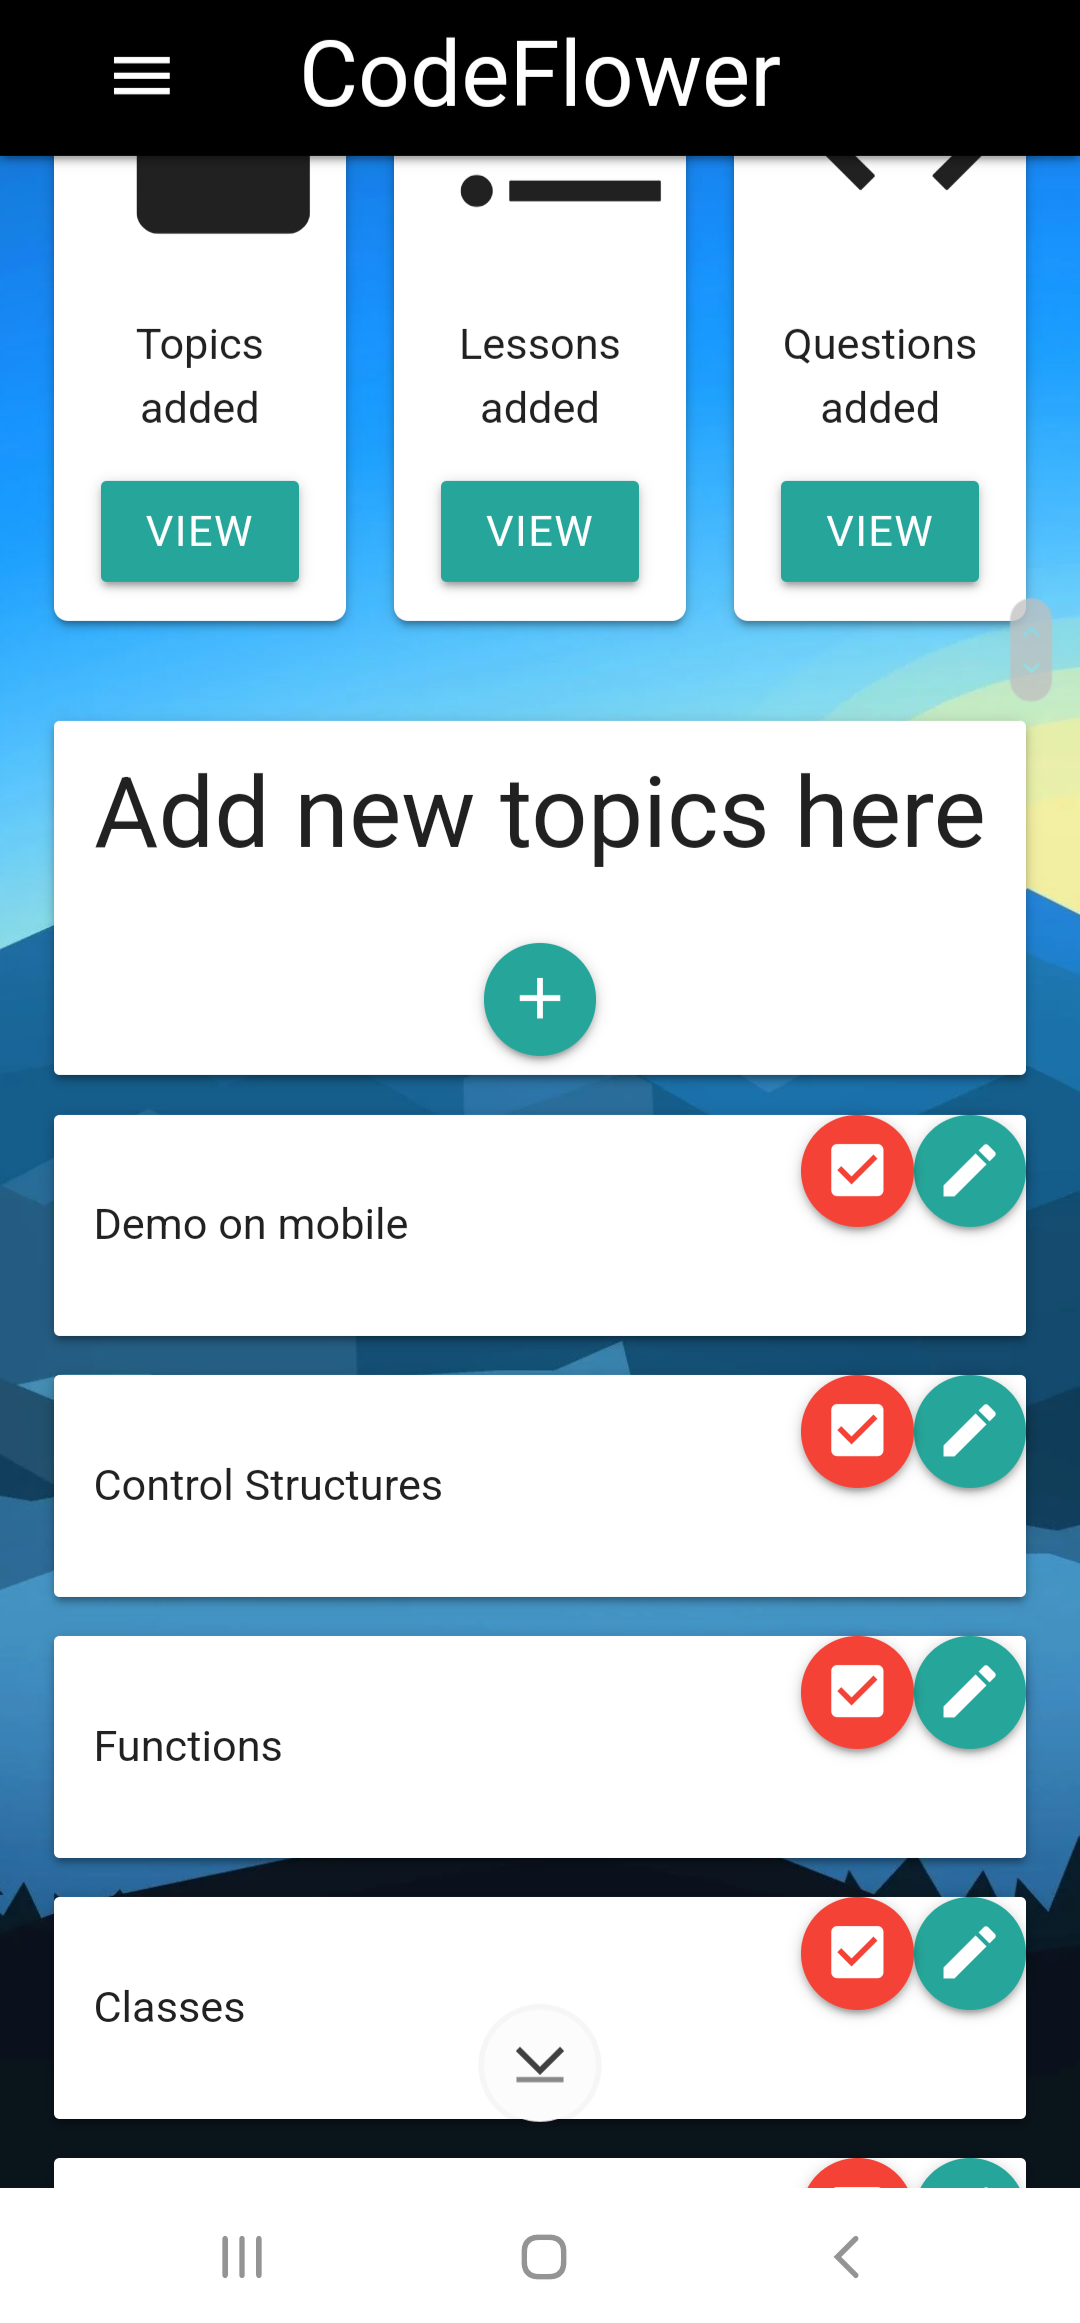 CodeFlower
Topics
added
Lessons
added
Questions
added
VIEW
VIEW
VIEW
Add new topics here
Demo on mobile
Control Structures
Functions
Classes